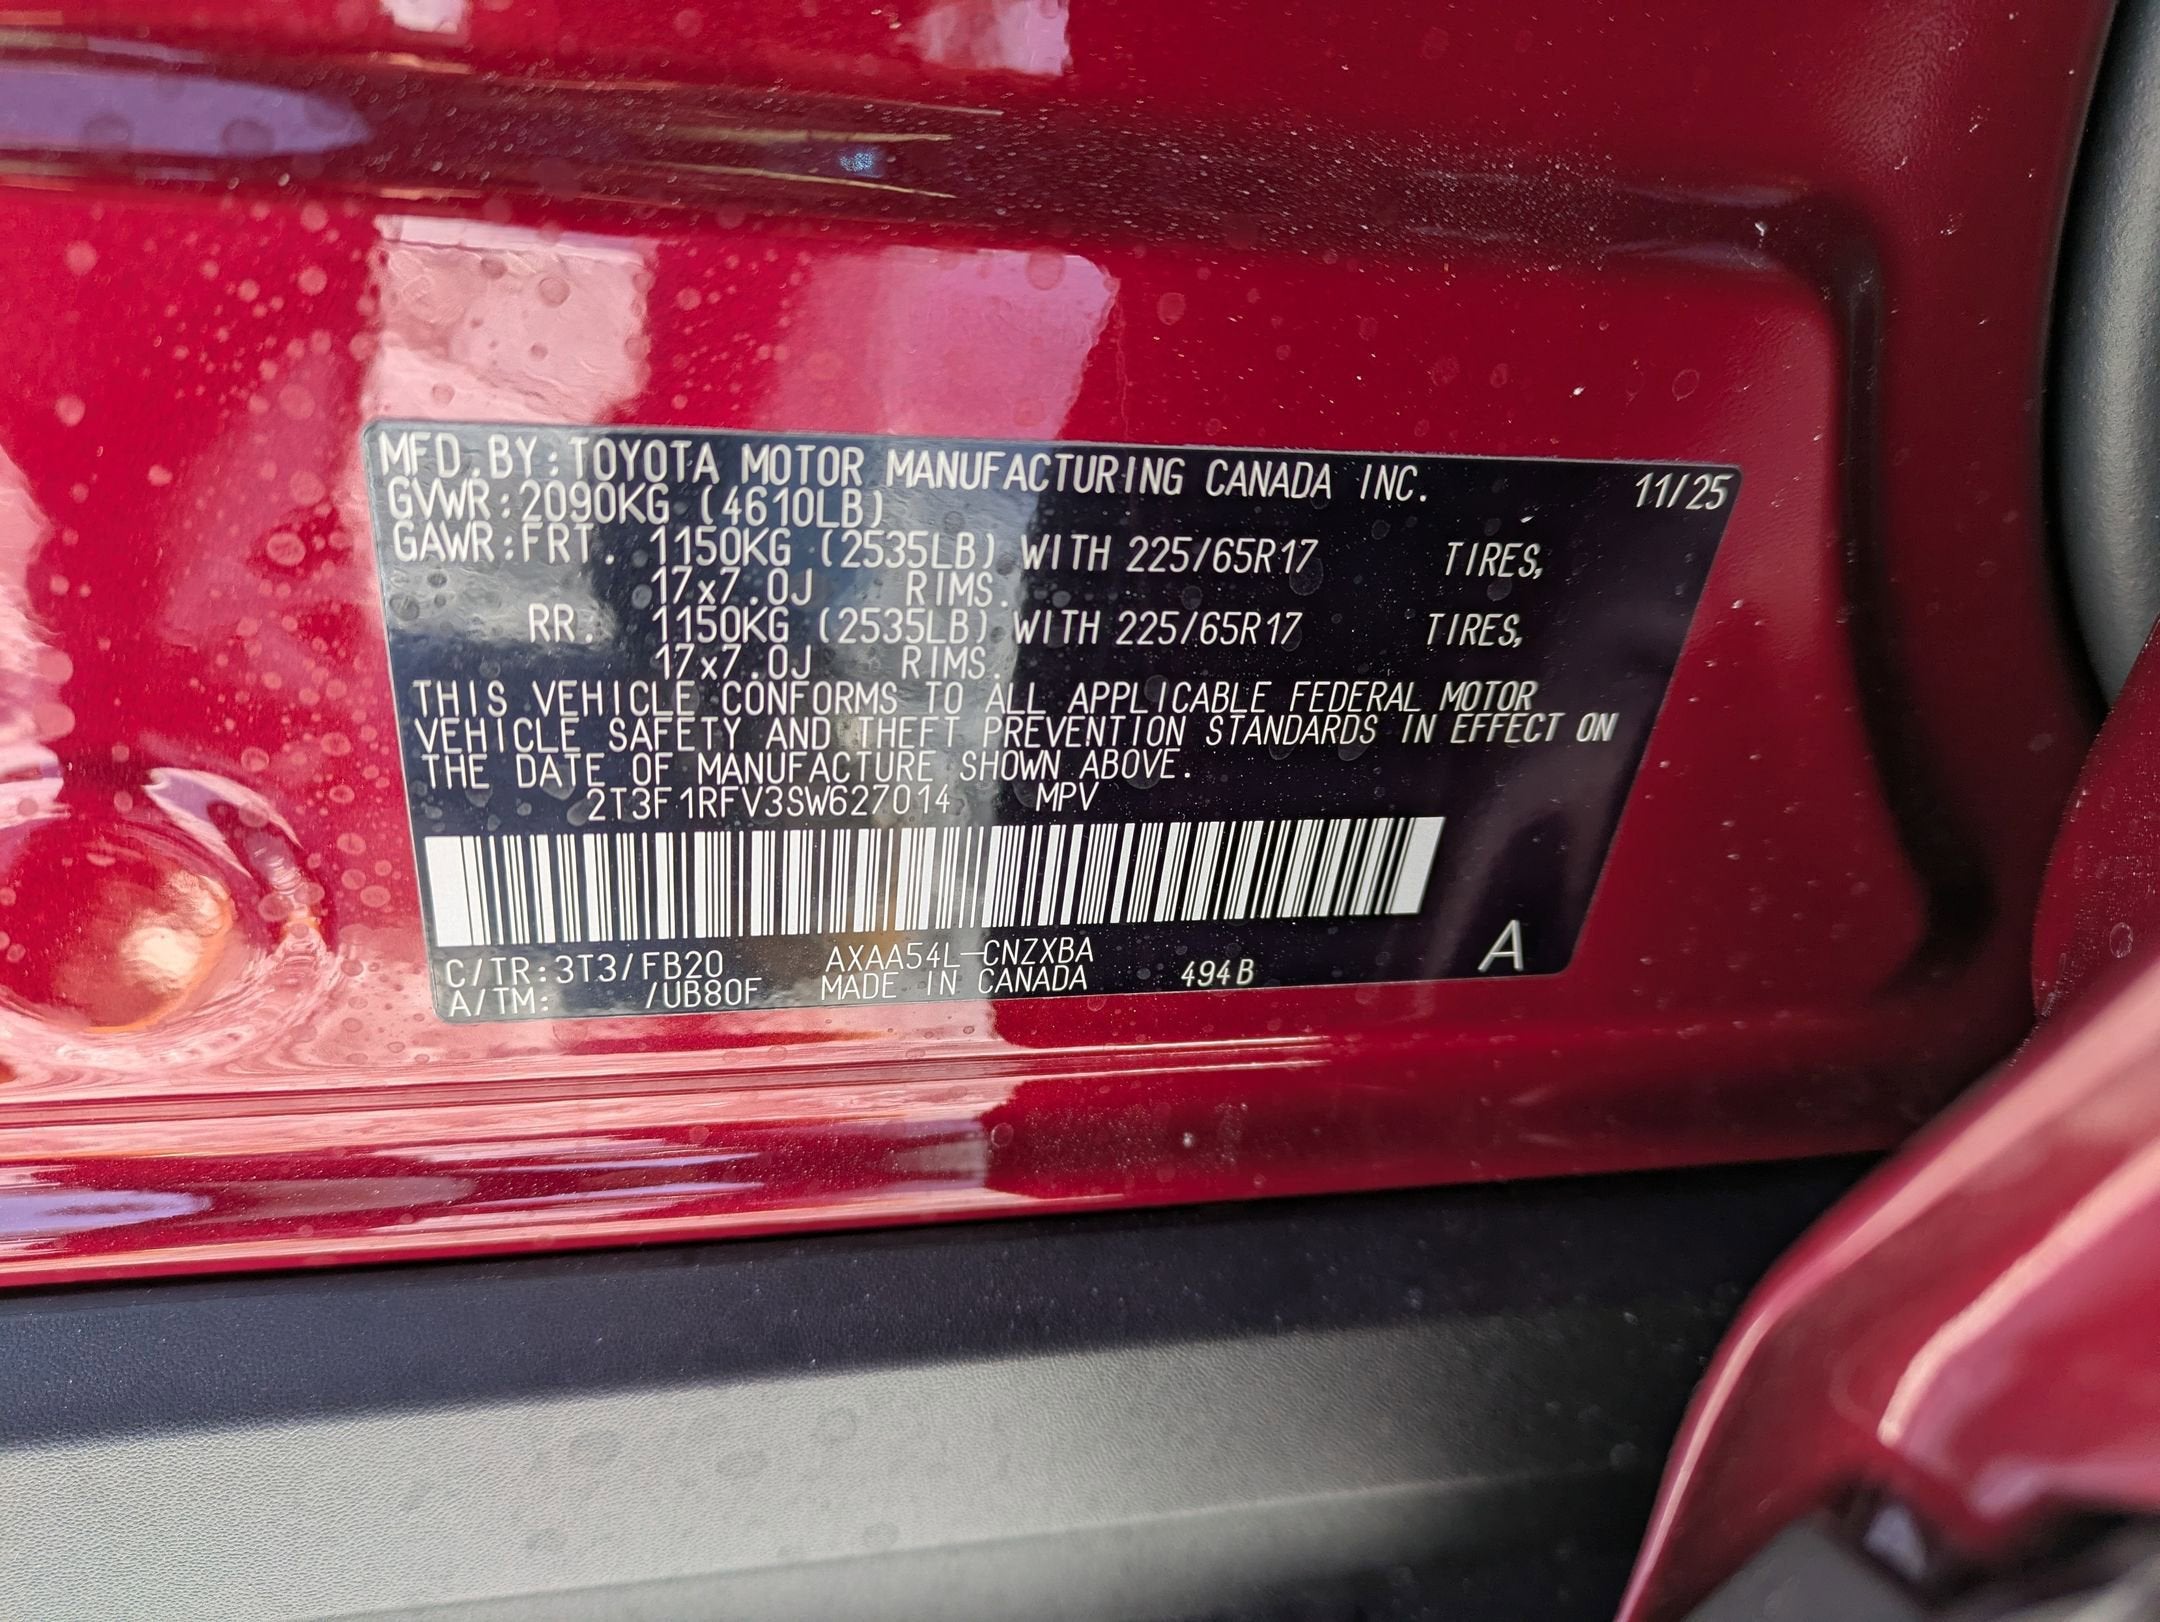 MFD.BY:TOYOTA MOTOR MANUFACTURING CANADA INC. 11/25
GVWR:2090KG (4610LB)
GAWR:FRT. 1150KG (2535LB) WITH 225/65R17 TIRES,
17x7.0J RIMS.
RR. 1150KG (2535LB) WITH 225/65R17 TIRES,
17x7.0J RIMS.
THIS VEHICLE CONFORMS TO ALL APPLICABLE FEDERAL MOTOR
VEHICLE SAFETY AND THEFT PREVENTION STANDARDS IN EFFECT ON
THE DATE OF MANUFACTURE SHOWN ABOVE.
2T3F1RFV3SW627014 MPV
C/TR:3T3/FB20 AXAA54L-CNZXBA
A/TM: /UB80F MADE IN CANADA 494B A